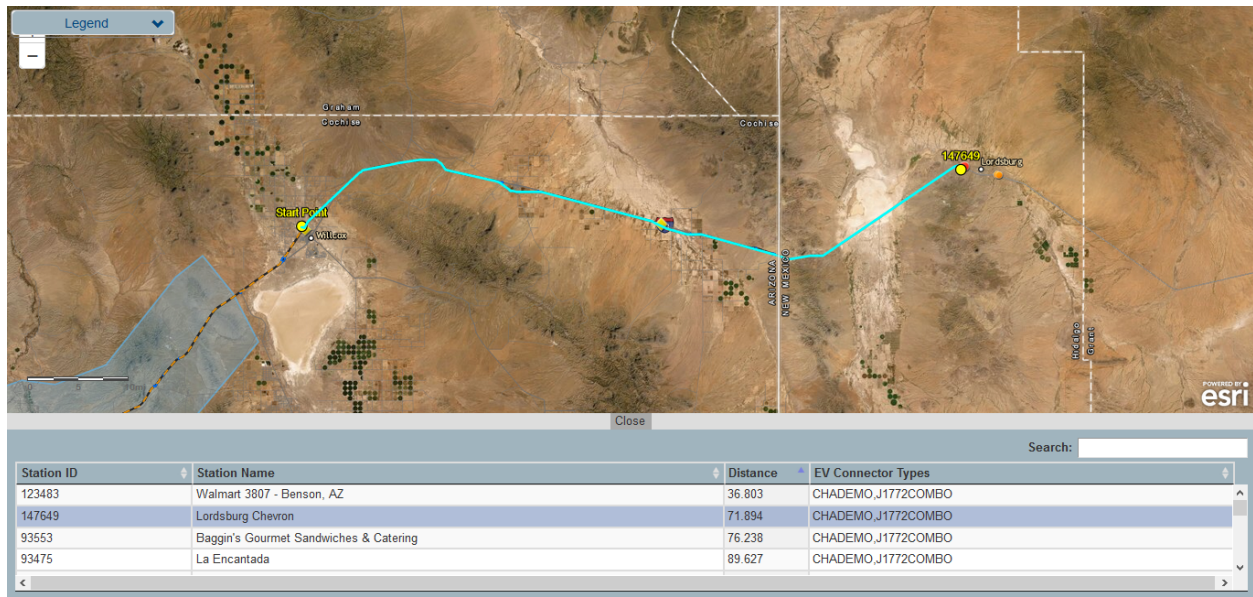 Legend
−
Graham
Cochise
Cochise
147649
Lordsburg
Start Point
Willcox
ARIZONA
NEW MEXICO
Hidalgo
Grant
0 5 10mi
POWERED BY
esri
Close
Search:
Station ID Station Name Distance EV Connector Types
123483 Walmart 3807 - Benson, AZ 36.803 CHADEMO,J1772COMBO
147649 Lordsburg Chevron 71.894 CHADEMO,J1772COMBO
93553 Baggin's Gourmet Sandwiches & Catering 76.238 CHADEMO,J1772COMBO
93475 La Encantada 89.627 CHADEMO,J1772COMBO